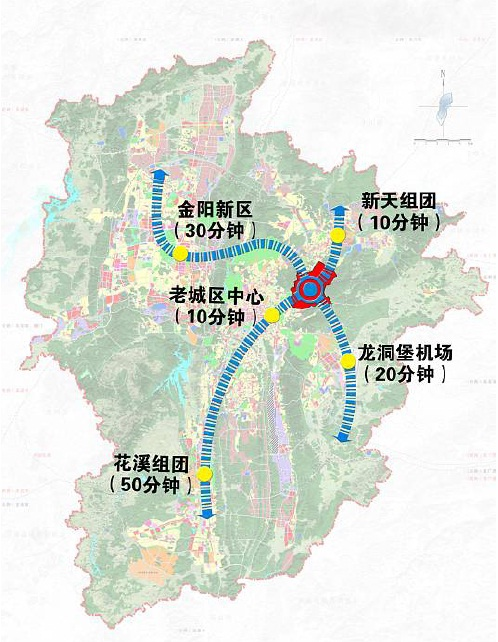 N
新天组团
（10分钟）
金阳新区
（30分钟）
老城区中心
（10分钟）
龙洞堡机场
（20分钟）
花溪组团
（50分钟）